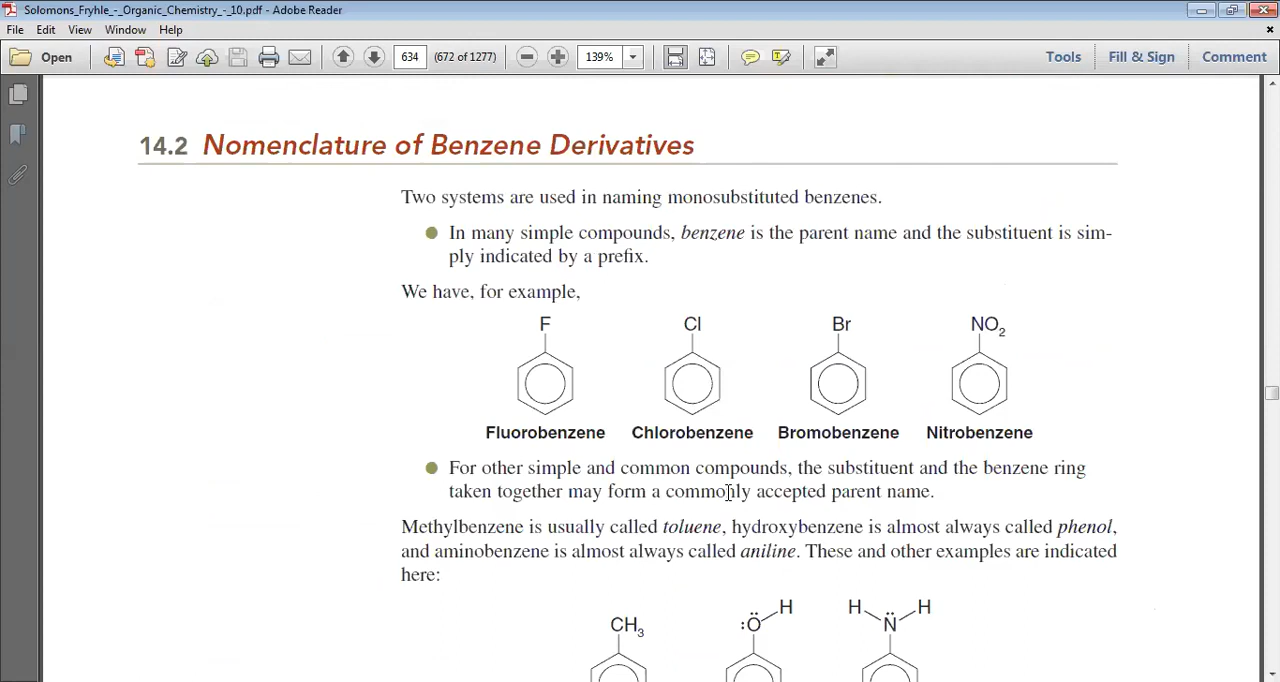 Solomons_Fryhle_-_Organic_Chemistry_-_10.pdf - Adobe Reader
File Edit View Window Help
Open 634 (672 of 1277) 139% Tools Fill & Sign Comment
14.2 Nomenclature of Benzene Derivatives
Two systems are used in naming monosubstituted benzenes.
● In many simple compounds, benzene is the parent name and the substituent is sim-
ply indicated by a prefix.
We have, for example,
F Cl Br NO₂
Fluorobenzene Chlorobenzene Bromobenzene Nitrobenzene
● For other simple and common compounds, the substituent and the benzene ring
taken together may form a commonly accepted parent name.
Methylbenzene is usually called toluene, hydroxybenzene is almost always called phenol,
and aminobenzene is almost always called aniline. These and other examples are indicated
here:
H H H
CH₃ :Ö N̈